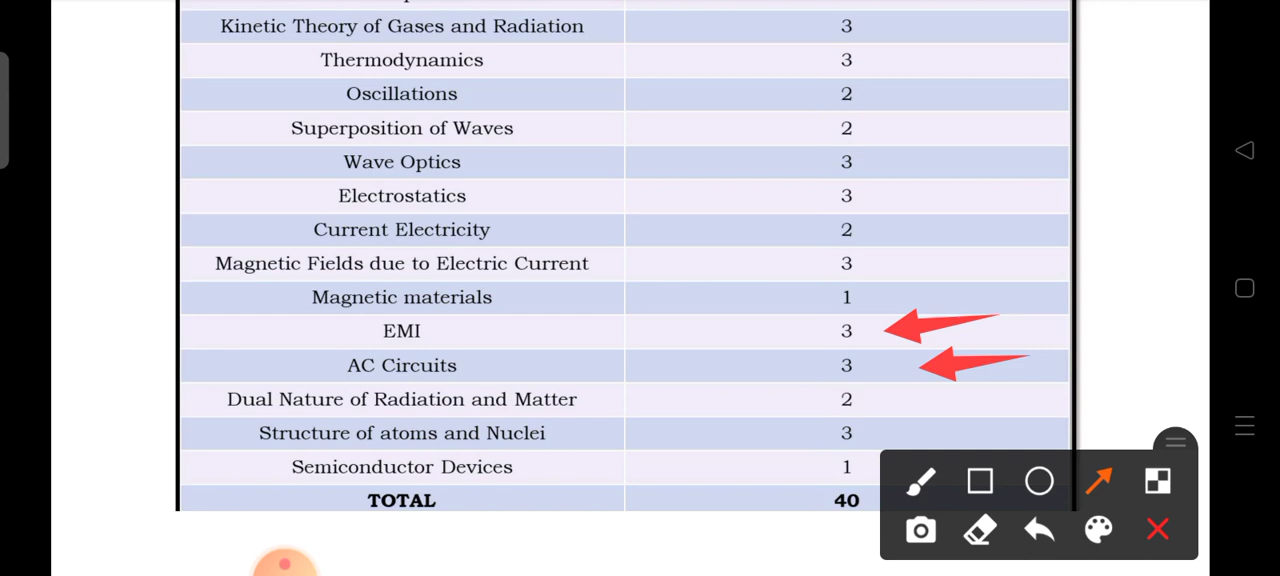 Kinetic Theory of Gases and Radiation 3
Thermodynamics 3
Oscillations 2
Superposition of Waves 2
Wave Optics 3
Electrostatics 3
Current Electricity 2
Magnetic Fields due to Electric Current 3
Magnetic materials 1
EMI 3
AC Circuits 3
Dual Nature of Radiation and Matter 2
Structure of atoms and Nuclei 3
Semiconductor Devices 1
TOTAL 40